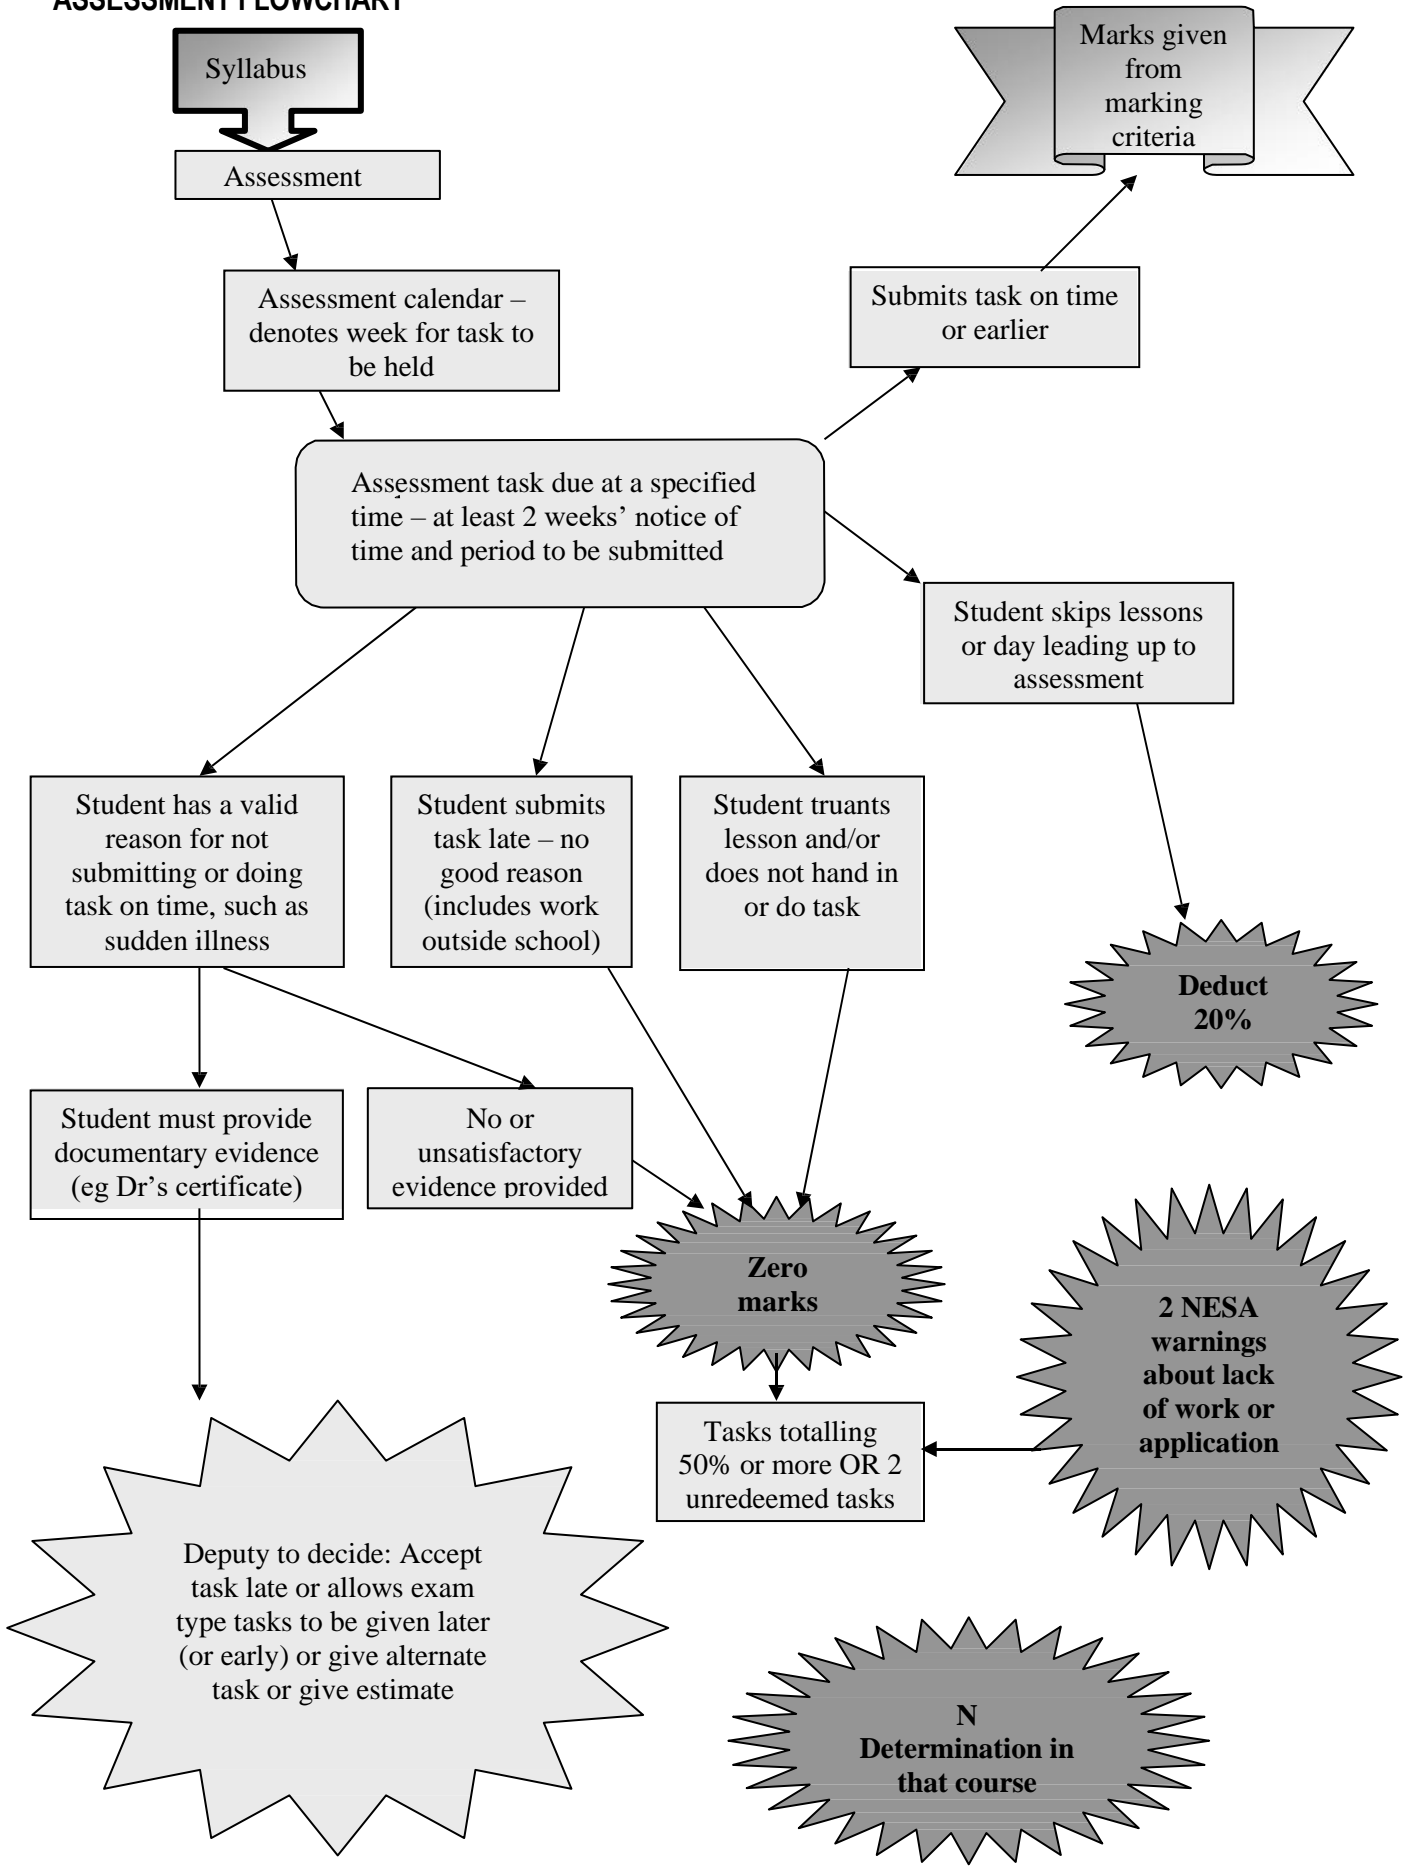 ASSESSMENT FLOWCHART
Syllabus
Marks given
from
marking
criteria
Assessment
Assessment calendar –
denotes week for task to
be held
Submits task on time
or earlier
Assessment task due at a specified
time – at least 2 weeks’ notice of
time and period to be submitted
Student skips lessons
or day leading up to
assessment
Student has a valid
reason for not
submitting or doing
task on time, such as
sudden illness
Student submits
task late – no
good reason
(includes work
outside school)
Student truants
lesson and/or
does not hand in
or do task
Deduct
20%
Student must provide
documentary evidence
(eg Dr’s certificate)
No or
unsatisfactory
evidence provided
Zero
marks
2 NESA
warnings
about lack
of work or
application
Tasks totalling
50% or more OR 2
unredeemed tasks
Deputy to decide: Accept
task late or allows exam
type tasks to be given later
(or early) or give alternate
task or give estimate
N
Determination in
that course